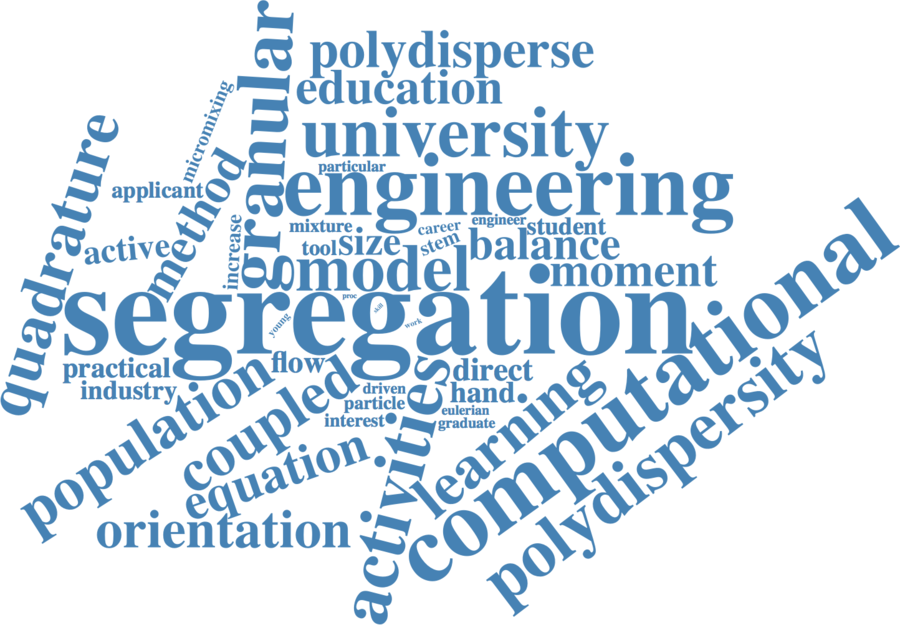 polydisperse
education
granular
micromixing
university
quadrature
particular
applicant
method
engineering
mixture
career
engineer
student
active
increase
tool
size
stem
balance
model
moment
segregation
proc
skill
young
work
computational
practical
flow
direct
industry
population
coupled
driven
hand.
particle
interest.
eulerian
graduate
activities
learning
polydispersity
equation
orientation